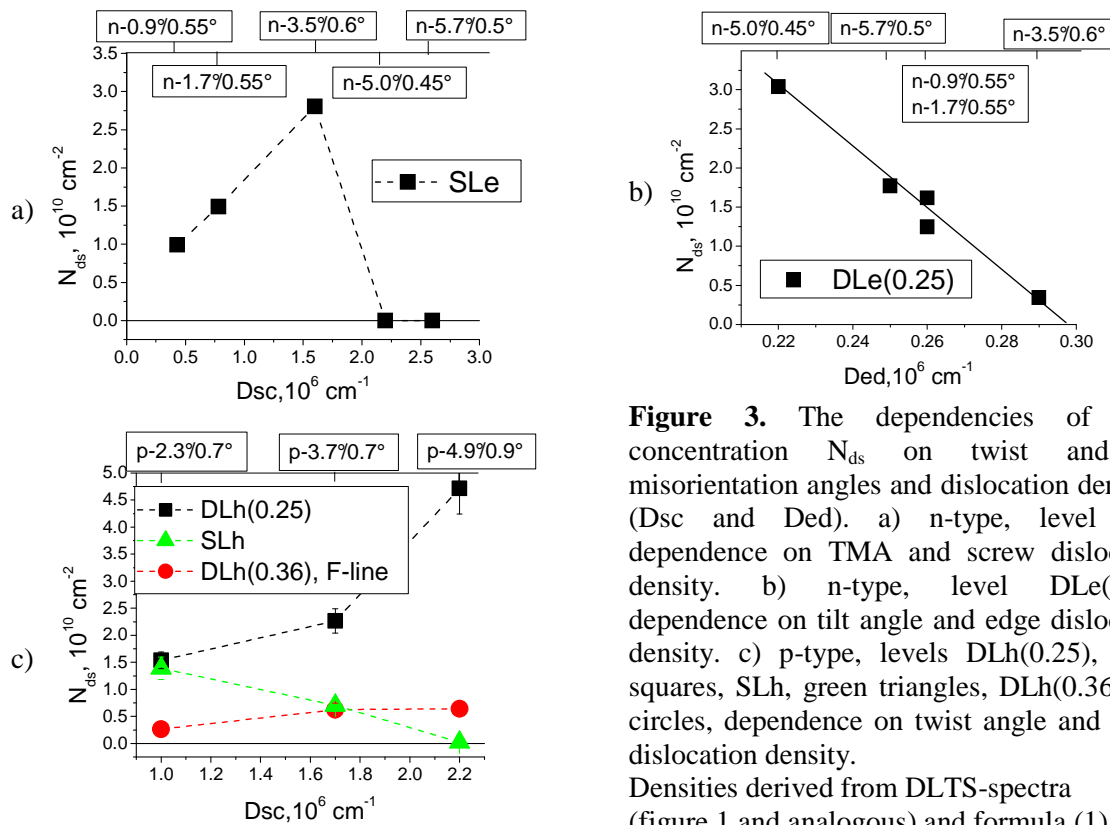 n-0.9°/0.55°
n-3.5°/0.6°
n-5.7°/0.5°
n-1.7°/0.55°
n-5.0°/0.45°
3.5
3.0
2.5
2.0
1.5
1.0
0.5
0.0
N_ds, 10^10 cm^-2
a)
SLe
0.0 0.5 1.0 1.5 2.0 2.5 3.0
Dsc,10^6 cm^-1
n-5.0°/0.45°
n-5.7°/0.5°
n-3.5°/0.6°
n-0.9°/0.55°
n-1.7°/0.55°
3.0
2.5
2.0
1.5
1.0
0.5
0.0
N_ds, 10^10 cm^-2
b)
DLe(0.25)
0.22 0.24 0.26 0.28 0.30
Ded,10^6 cm^-1
p-2.3°/0.7°
p-3.7°/0.7°
p-4.9°/0.9°
5.0
4.5
4.0
3.5
3.0
2.5
2.0
1.5
1.0
0.5
0.0
N_ds, 10^10 cm^-2
c)
DLh(0.25)
SLh
DLh(0.36), F-line
1.0 1.2 1.4 1.6 1.8 2.0 2.2
Dsc,10^6 cm^-1
Figure 3. The dependencies of
concentration N_ds on twist and
misorientation angles and dislocation den
(Dsc and Ded). a) n-type, level
dependence on TMA and screw disloc
density. b) n-type, level DLe(
dependence on tilt angle and edge disloc
density. c) p-type, levels DLh(0.25),
squares, SLh, green triangles, DLh(0.36
circles, dependence on twist angle and
dislocation density.
Densities derived from DLTS-spectra
(figure 1 and analogous) and formula (1)